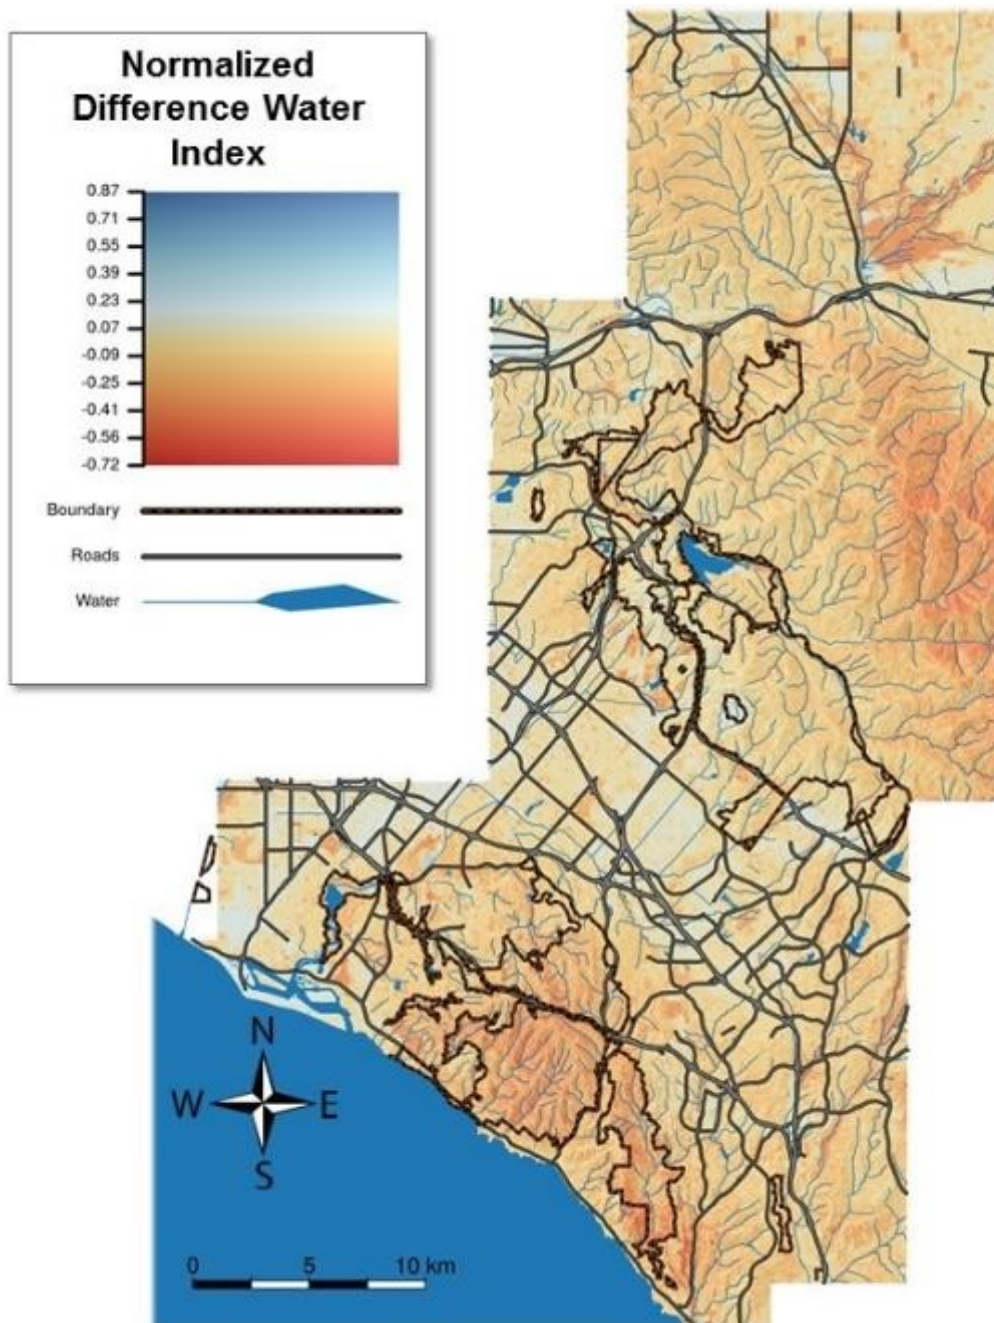 Normalized
Difference Water
Index
0.87
0.71
0.55
0.39
0.23
0.07
-0.09
-0.25
-0.41
-0.56
-0.72
Boundary
Roads
Water
N
W E
S
0 5 10 km